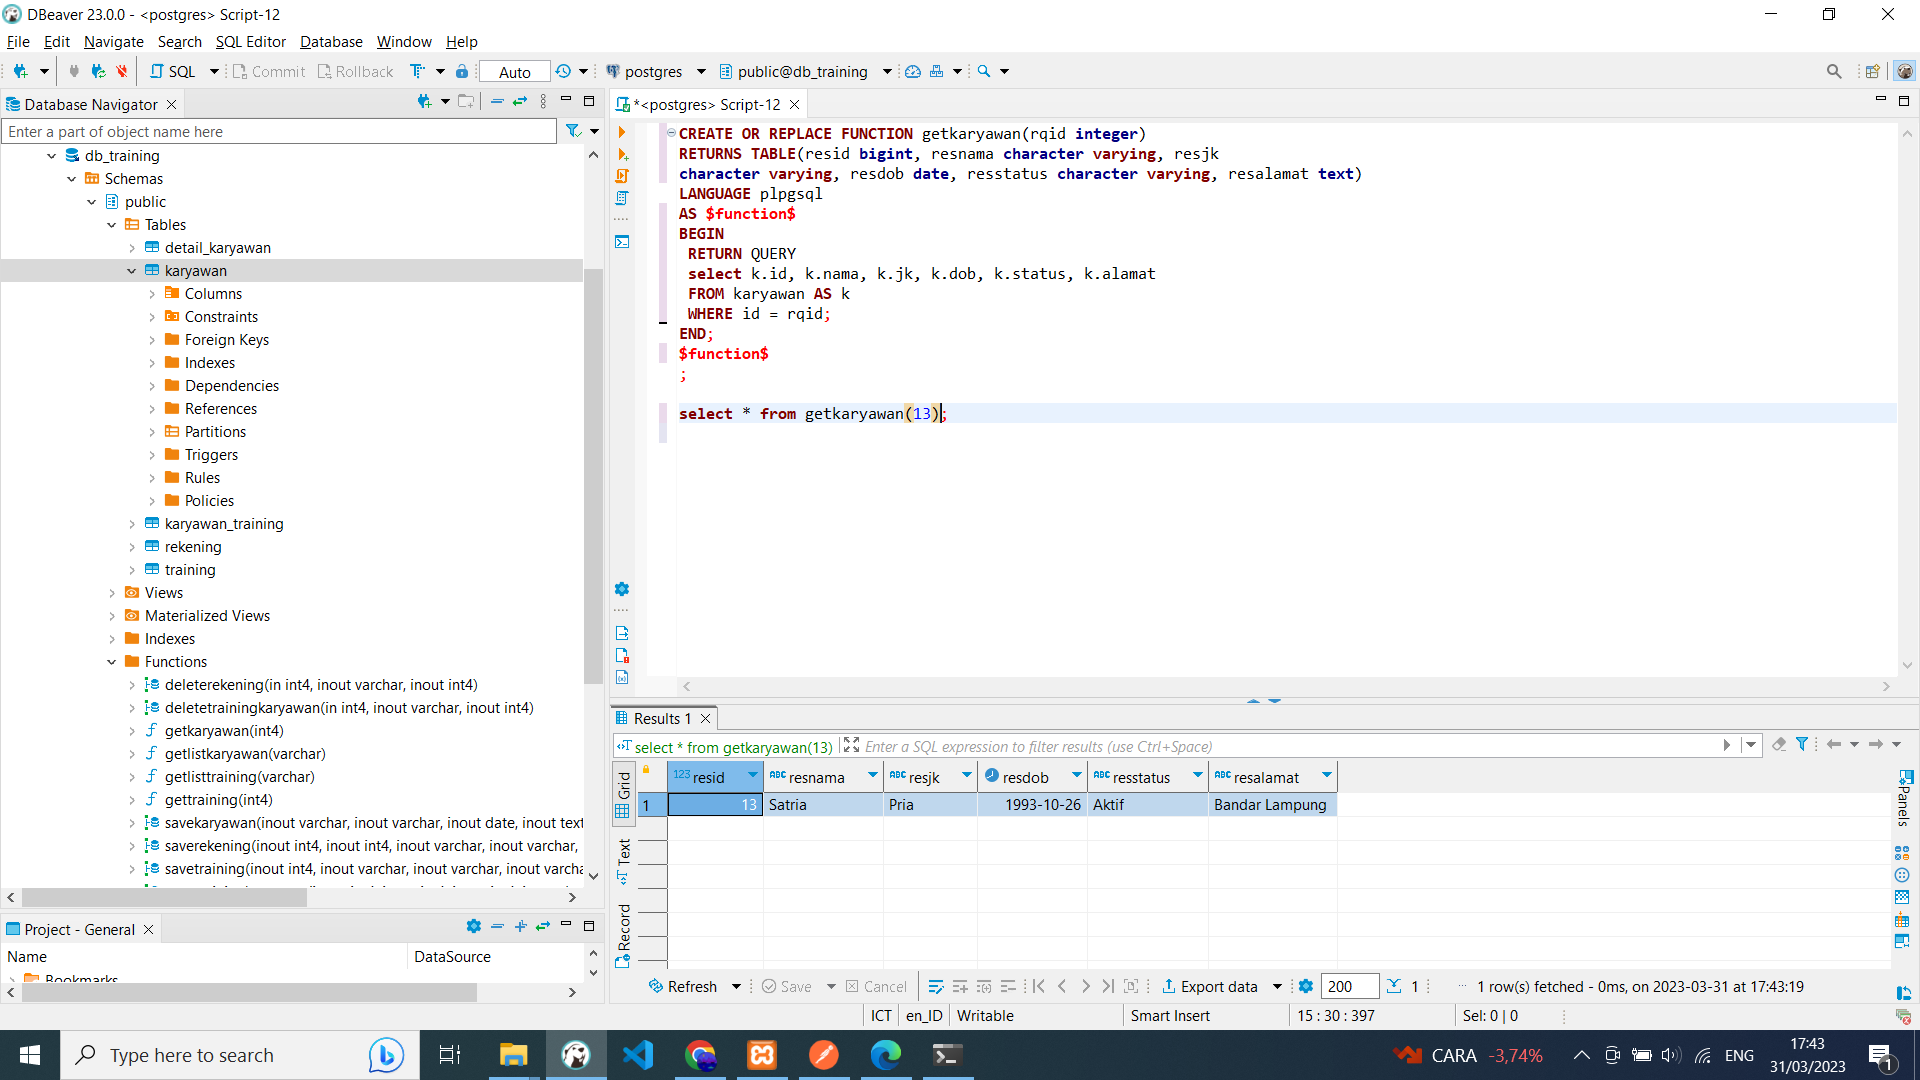 DBeaver 23.0.0 - <postgres> Script-12
File Edit Navigate Search SQL Editor Database Window Help
SQL Commit Rollback Auto postgres public@db_training
Database Navigator
Enter a part of object name here
db_training
Schemas
public
Tables
detail_karyawan
karyawan
Columns
Constraints
Foreign Keys
Indexes
Dependencies
References
Partitions
Triggers
Rules
Policies
karyawan_training
rekening
training
Views
Materialized Views
Indexes
Functions
deleterekening(in int4, inout varchar, inout int4)
deletetrainingkaryawan(in int4, inout varchar, inout int4)
getkaryawan(int4)
getlistkaryawan(varchar)
getlisttraining(varchar)
gettraining(int4)
savekaryawan(inout varchar, inout varchar, inout date, inout text
saverekening(inout int4, inout int4, inout varchar, inout varchar,
savetraining(inout int4, inout varchar, inout varchar, inout varcha
Project - General
Name DataSource
Bookmarks
*<postgres> Script-12
CREATE OR REPLACE FUNCTION getkaryawan(rqid integer)
RETURNS TABLE(resid bigint, resnama character varying, resjk
character varying, resdob date, resstatus character varying, resalamat text)
LANGUAGE plpgsql
AS $function$
BEGIN
RETURN QUERY
select k.id, k.nama, k.jk, k.dob, k.status, k.alamat
FROM karyawan AS k
WHERE id = rqid;
END;
$function$
;
select * from getkaryawan(13);
Results 1
select * from getkaryawan(13) Enter a SQL expression to filter results (use Ctrl+Space)
Grid
Text
Record
123 resid ABC resnama ABC resjk resdob ABC resstatus ABC resalamat
1 13 Satria Pria 1993-10-26 Aktif Bandar Lampung
Panels
Refresh Save Cancel Export data 200 1 1 row(s) fetched - 0ms, on 2023-03-31 at 17:43:19
ICT en_ID Writable Smart Insert 15 : 30 : 397 Sel: 0 | 0
Type here to search
CARA -3,74% ENG
17:43
31/03/2023
1